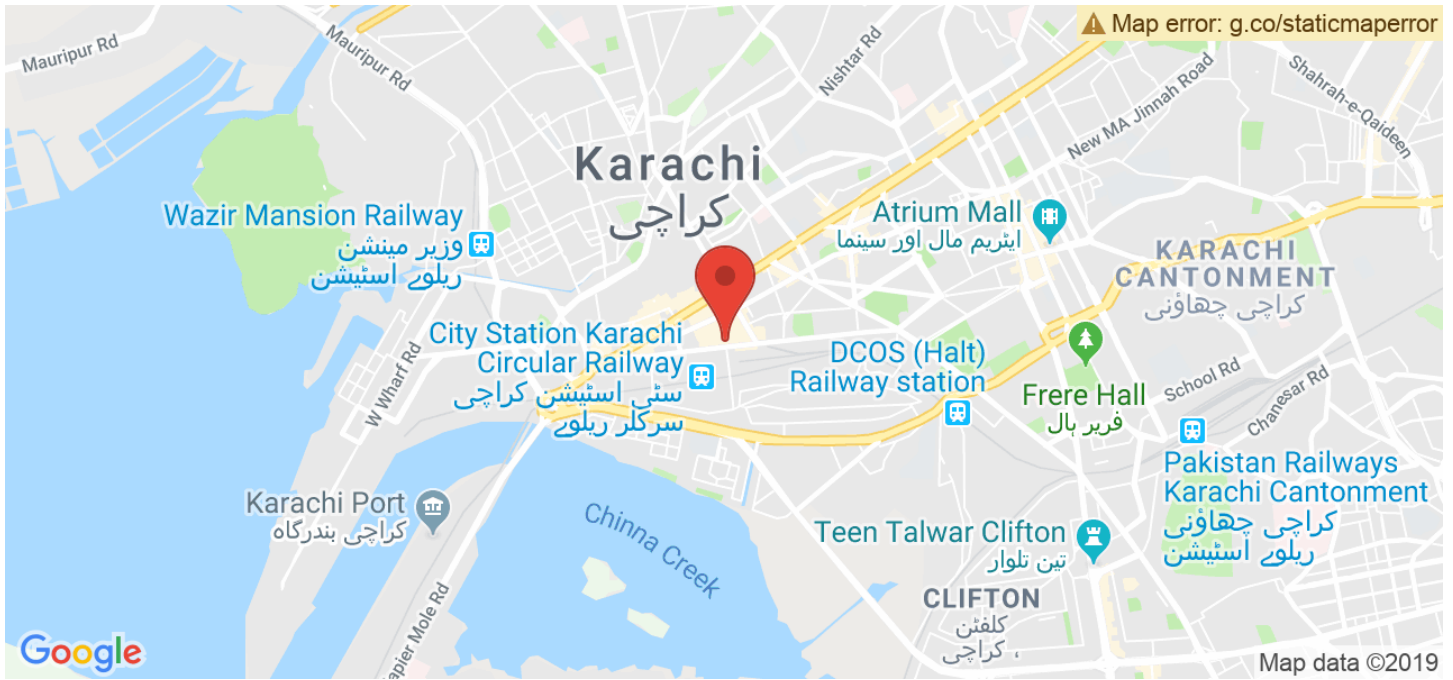 Map error: g.co/staticmaperror
Mauripur Rd
Mauripur Rd
Nishtar Rd
New MA Jinnah Road
Shahrah-e-Qaideen
Karachi
کراچی
Wazir Mansion Railway
وزیر مینشن
ریلوے اسٹیشن
Atrium Mall
ایٹریم مال اور سینما
KARACHI
CANTONMENT
کراچی چھاؤنی
City Station Karachi
Circular Railway
سٹی اسٹیشن کراچی
سرکلر ریلوے
W Wharf Rd
DCOS (Halt)
Railway station
Frere Hall
فریر ہال
School Rd
Chanesar Rd
Pakistan Railways
Karachi Cantonment
کراچی چھاؤنی
ریلوے اسٹیشن
Karachi Port
کراچی بندرگاہ
Chinna Creek
Teen Talwar Clifton
تین تلوار
CLIFTON
کلفٹن
، کراچی
apier Mole Rd
Google
Map data ©2019